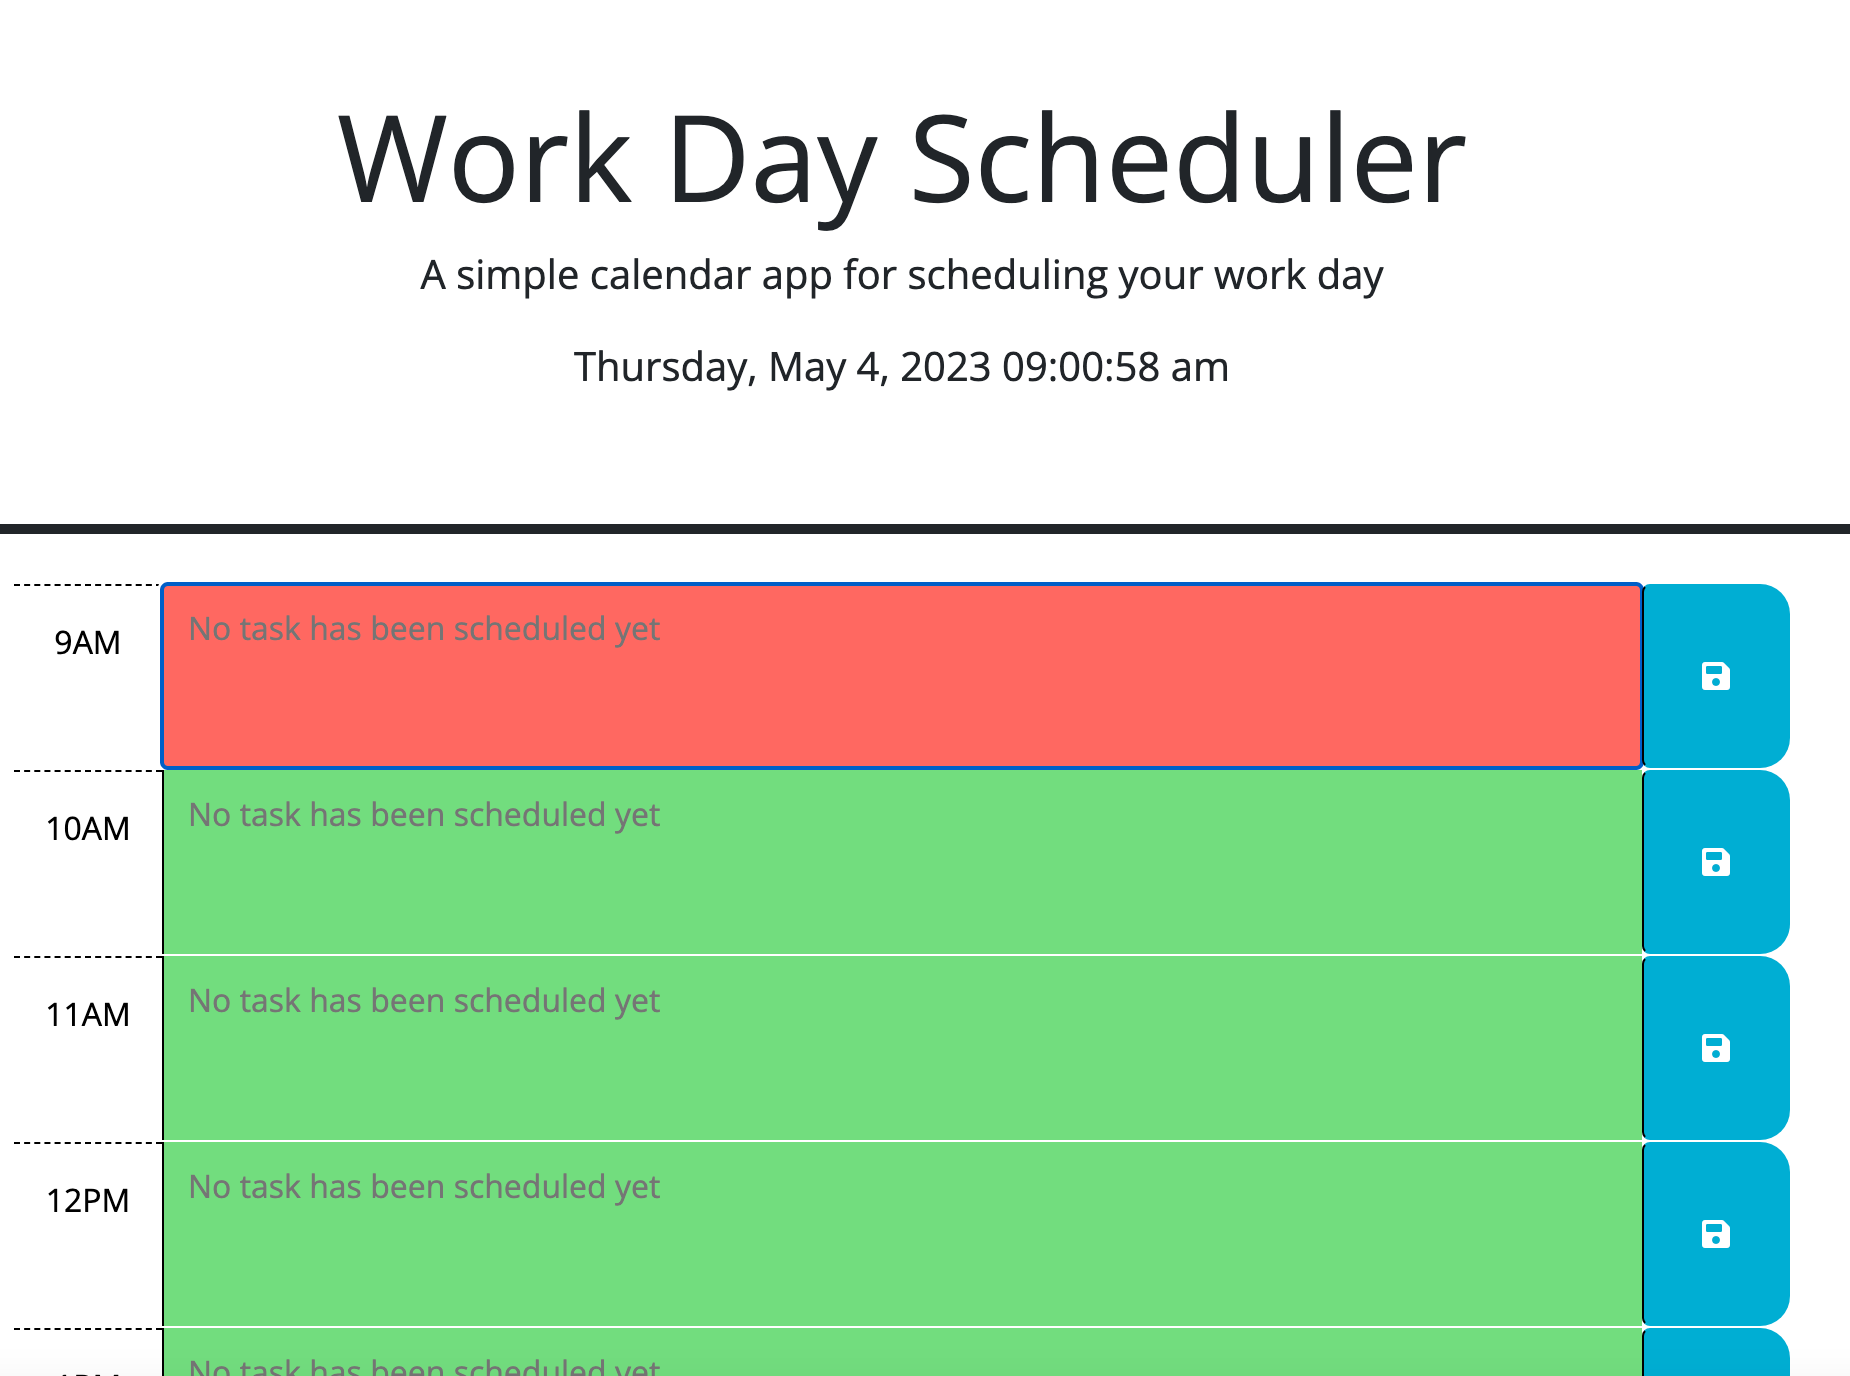 Work Day Scheduler
A simple calendar app for scheduling your work day
Thursday, May 4, 2023 09:00:58 am
9AM
No task has been scheduled yet
10AM
No task has been scheduled yet
11AM
No task has been scheduled yet
12PM
No task has been scheduled yet
No task has been scheduled yet